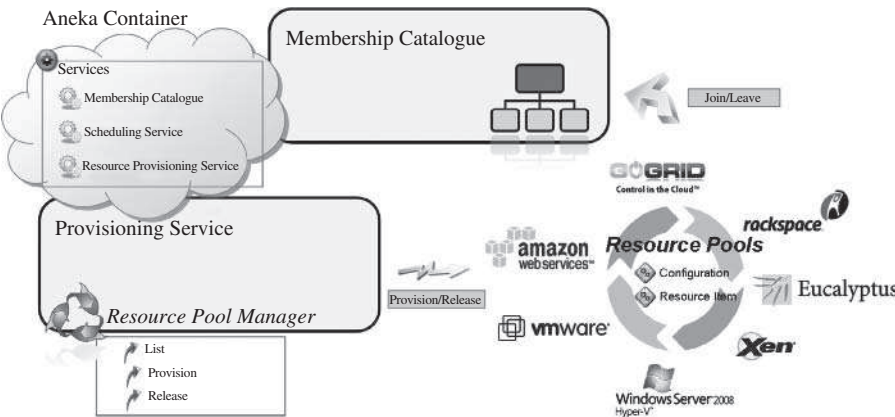 Aneka Container
Services
Membership Catalogue
Scheduling Service
Resource Provisioning Service
Membership Catalogue
Join/Leave
Provisioning Service
Resource Pool Manager
List
Provision
Release
Provision/Release
GOGRID
Control in the Cloud™
rackspace
amazon
webservices™
Resource Pools
Configuration
Resource Item
Eucalyptus
vmware
Xen
Windows Server 2008
Hyper-V™